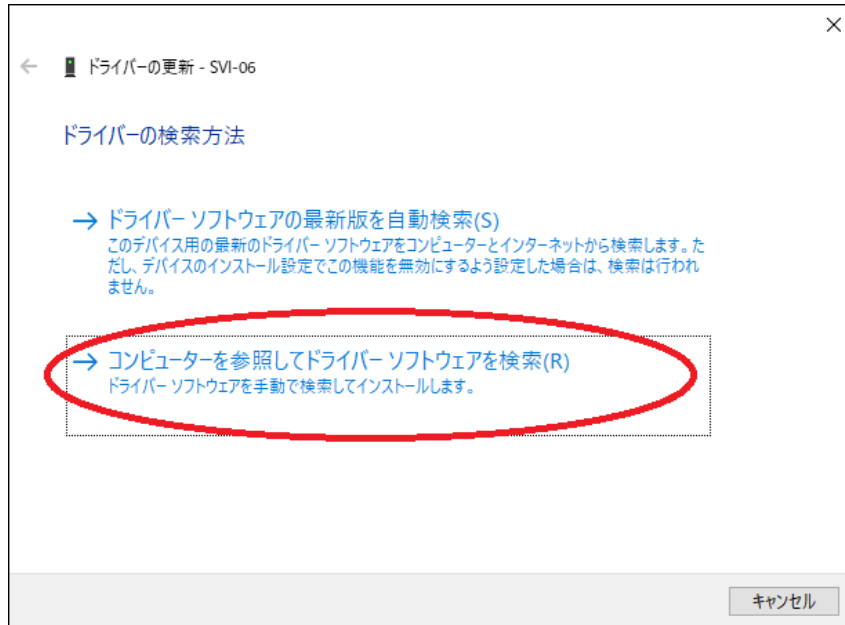 ドライバーの更新 - SVI-06
ドライバーの検索方法
→ ドライバー ソフトウェアの最新版を自動検索(S)
このデバイス用の最新のドライバー ソフトウェアをコンピューターとインターネットから検索します。た
だし、デバイスのインストール設定でこの機能を無効にするよう設定した場合は、検索は行われ
ません。
→ コンピューターを参照してドライバー ソフトウェアを検索(R)
ドライバー ソフトウェアを手動で検索してインストールします。
キャンセル